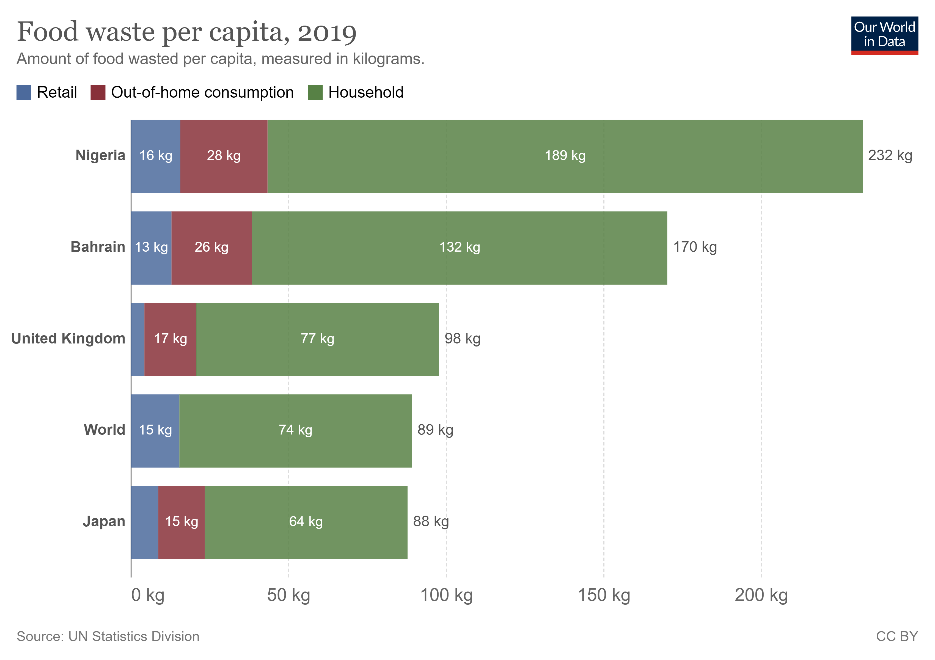 Food waste per capita, 2019
Our World
in Data
Amount of food wasted per capita, measured in kilograms.
Retail Out-of-home consumption Household
Nigeria 16 kg 28 kg 189 kg 232 kg
Bahrain 13 kg 26 kg 132 kg 170 kg
United Kingdom 17 kg 77 kg 98 kg
World 15 kg 74 kg 89 kg
Japan 15 kg 64 kg 88 kg
0 kg 50 kg 100 kg 150 kg 200 kg
Source: UN Statistics Division CC BY